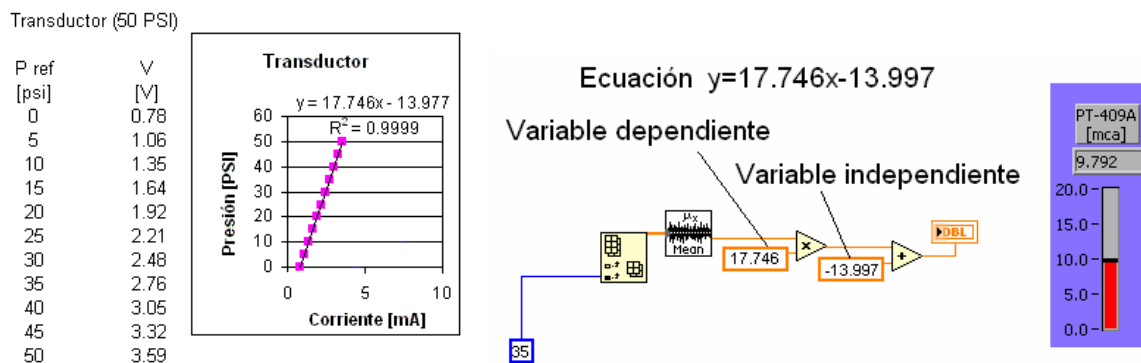 Transductor (50 PSI)
P ref V
[psi] [V]
0 0.78
5 1.06
10 1.35
15 1.64
20 1.92
25 2.21
30 2.48
35 2.76
40 3.05
45 3.32
50 3.59
Transductor
y = 17.746x - 13.977
R² = 0.9999
Presión [PSI]
60
50
40
30
20
10
0
0 5 10
Corriente [mA]
Ecuación y=17.746x-13.997
Variable dependiente
Variable independiente
μx
Mean
17.746
×
-13.997
+
DBL
35
PT-409A
[mca]
9.792
20.0
15.0
10.0
5.0
0.0